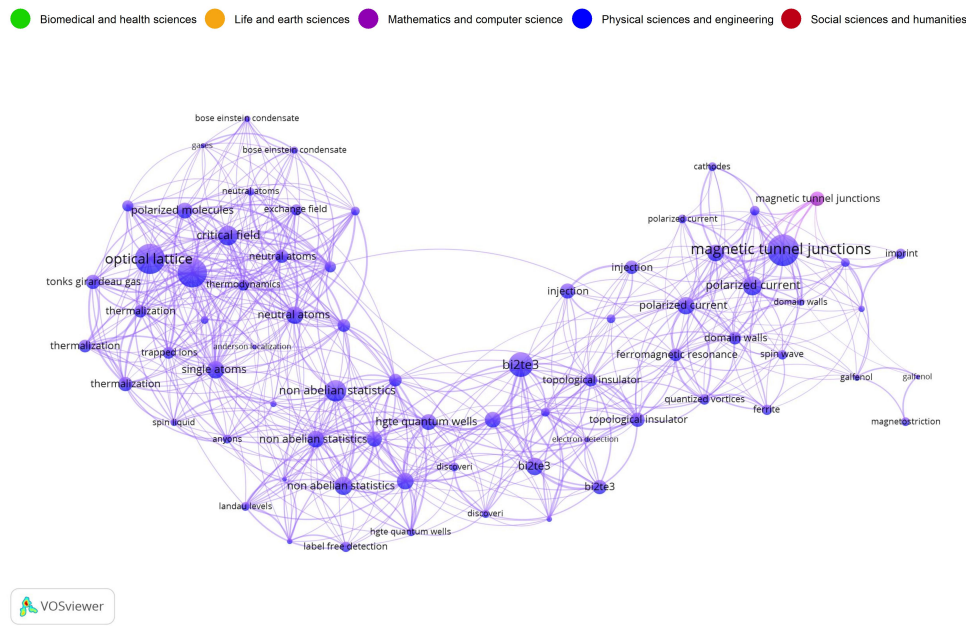 Biomedical and health sciences Life and earth sciences Mathematics and computer science Physical sciences and engineering Social sciences and humanities
bose einstein condensate
gases
bose einstein condensate
cathodes
neutral atoms
magnetic tunnel junctions
polarized molecules
exchange field
polarized current
critical field
magnetic tunnel junctions
optical lattice
neutral atoms
imprint
injection
tonks girardeau gas
thermodynamics
injection
polarized current
domain walls
polarized current
thermalization
neutral atoms
domain walls
thermalization
anderson localization
trapped ions
ferromagnetic resonance
spin wave
single atoms
bi2te3
galfenol
galfenol
thermalization
topological insulator
non abelian statistics
quantized vortices
ferrite
spin liquid
hgte quantum wells
topological insulator
magnetostriction
anyons
non abelian statistics
electron detection
discoveri
bi2te3
non abelian statistics
bi2te3
landau levels
discoveri
hgte quantum wells
label free detection
VOSviewer